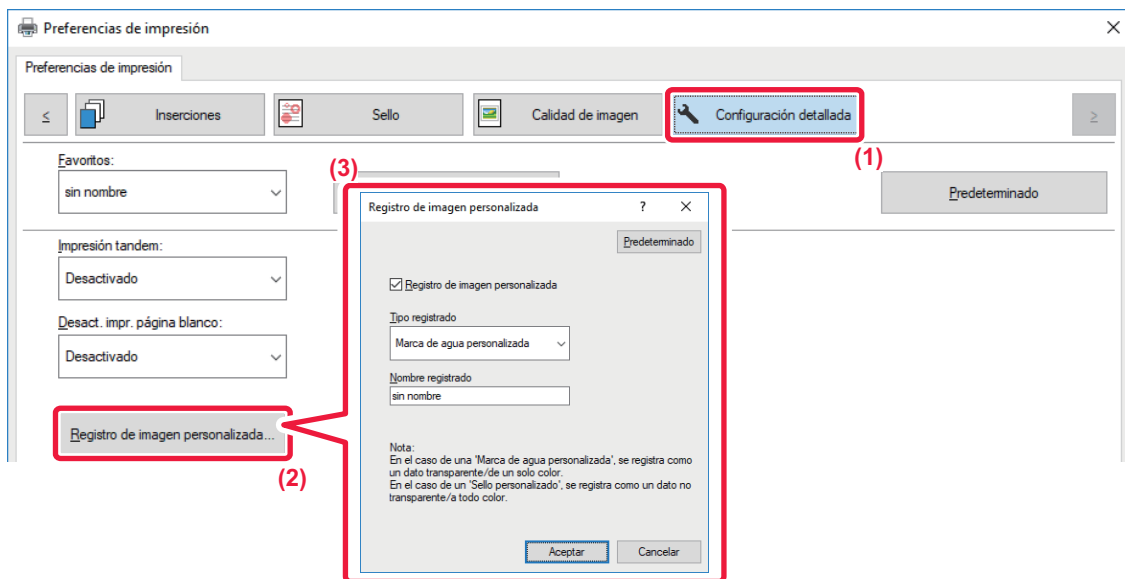 Preferencias de impresión
Preferencias de impresión
<
Inserciones
Sello
Calidad de imagen
Configuración detallada
>
(1)
Favoritos:
sin nombre
Predeterminado
(3)
Registro de imagen personalizada
?
Predeterminado
Registro de imagen personalizada
Tipo registrado
Marca de agua personalizada
Nombre registrado
sin nombre
Nota:
En el caso de una 'Marca de agua personalizada', se registra como
un dato transparente/de un solo color.
En el caso de un 'Sello personalizado', se registra como un dato no
transparente/a todo color.
Aceptar
Cancelar
Impresión tandem:
Desactivado
Desact. impr. página blanco:
Desactivado
Registro de imagen personalizada...
(2)